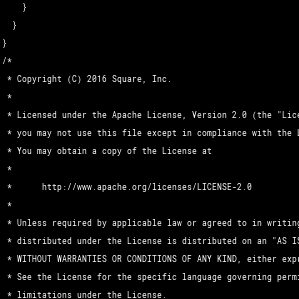 }
}
}
/*
* Copyright (C) 2016 Square, Inc.
*
* Licensed under the Apache License, Version 2.0 (the "Lice
* you may not use this file except in compliance with the L
* You may obtain a copy of the License at
*
* http://www.apache.org/licenses/LICENSE-2.0
*
* Unless required by applicable law or agreed to in writing
* distributed under the License is distributed on an "AS IS
* WITHOUT WARRANTIES OR CONDITIONS OF ANY KIND, either expr
* See the License for the specific language governing permi
* limitations under the License.